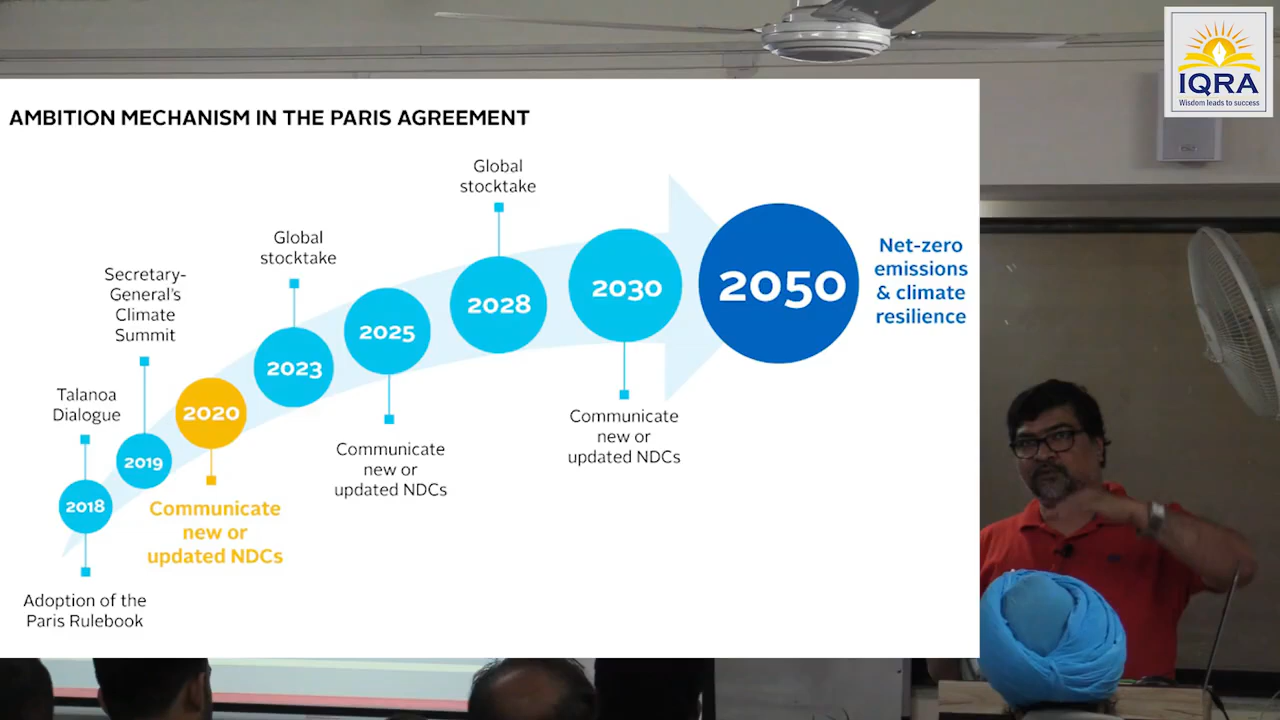 IQRA
Wisdom leads to success
AMBITION MECHANISM IN THE PARIS AGREEMENT
2018
Talanoa
Dialogue
Adoption of the
Paris Rulebook
2019
Secretary-
General's
Climate
Summit
2020
Communicate
new or
updated NDCs
2023
Global
stocktake
2025
Communicate
new or
updated NDCs
2028
Global
stocktake
2030
Communicate
new or
updated NDCs
2050
Net-zero
emissions
& climate
resilience